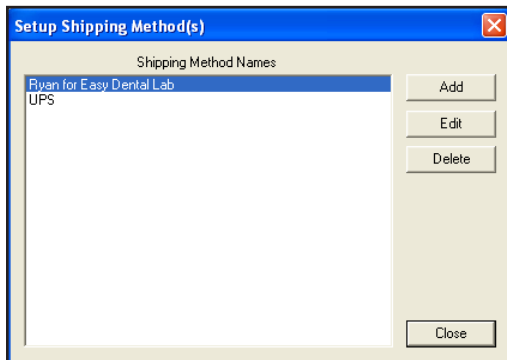 Setup Shipping Method(s)
Shipping Method Names
Ryan for Easy Dental Lab
UPS
Add
Edit
Delete
Close